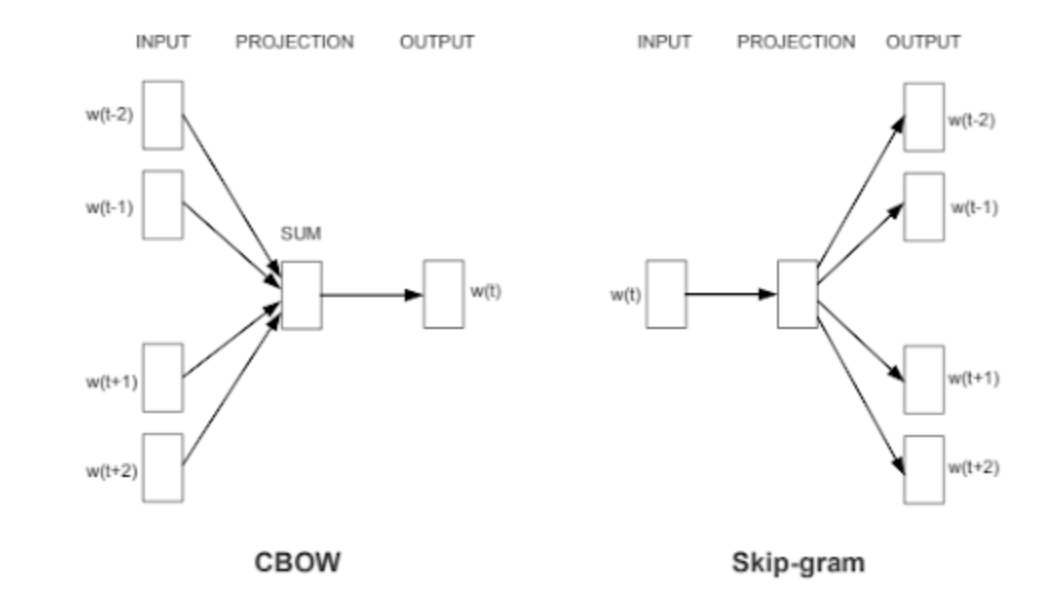 INPUT PROJECTION OUTPUT
w(t-2)
w(t-1)
SUM
w(t)
w(t+1)
w(t+2)
CBOW
INPUT PROJECTION OUTPUT
w(t-2)
w(t-1)
w(t)
w(t+1)
w(t+2)
Skip-gram